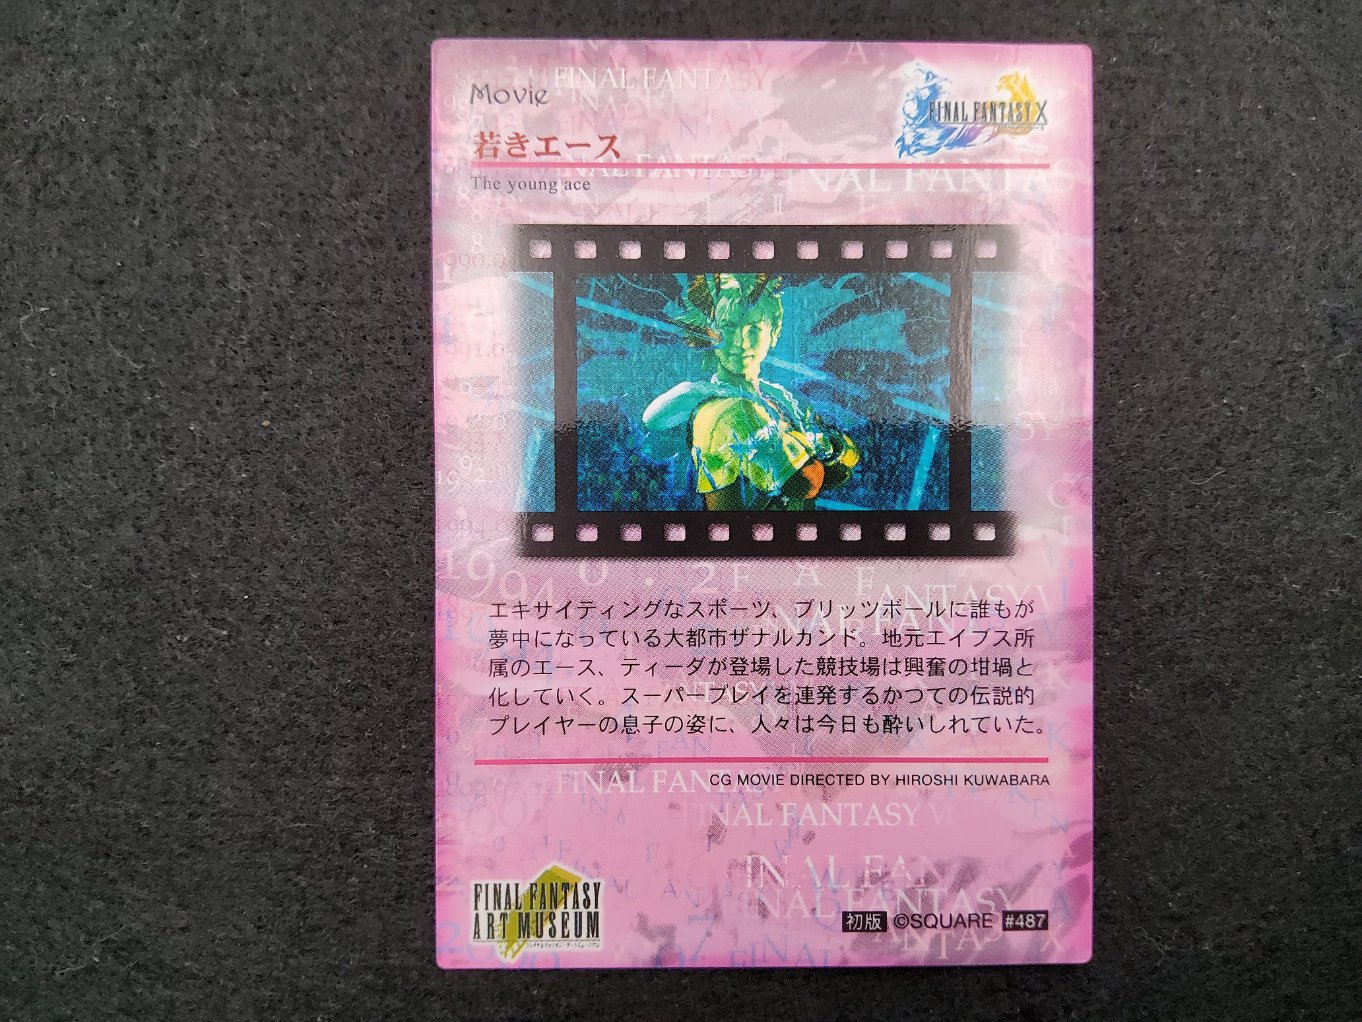 Movie
FINAL FANTASY X
若きエース
The young ace
エキサイティングなスポーツ、ブリッツボールに誰もが
夢中になっている大都市ザナルカンド。地元エイブス所
属のエース、ティーダが登場した競技場は興奮の坩堝と
化していく。スーパープレイを連発するかつての伝説的
プレイヤーの息子の姿に、人々は今日も酔いしれていた。
CG MOVIE DIRECTED BY HIROSHI KUWABARA
FINAL FANTASY
ART MUSEUM
初版 ©SQUARE #487